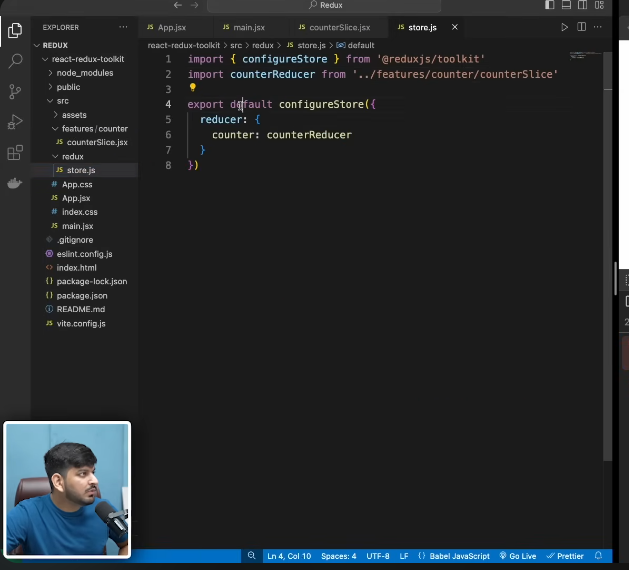 Redux
EXPLORER
App.jsx
main.jsx
counterSlice.jsx
store.js
REDUX
react-redux-toolkit
node_modules
public
src
assets
features/counter
counterSlice.jsx
redux
store.js
App.css
App.jsx
index.css
main.jsx
.gitignore
eslint.config.js
index.html
package-lock.json
package.json
README.md
vite.config.js
react-redux-toolkit > src > redux > JS store.js > default
1 import { configureStore } from '@reduxjs/toolkit'
2 import counterReducer from '../features/counter/counterSlice'
3
4 export default configureStore({
5 reducer: {
6 counter: counterReducer
7 }
8 })
Ln 4, Col 10 Spaces: 4 UTF-8 LF {} Babel JavaScript Go Live Prettier